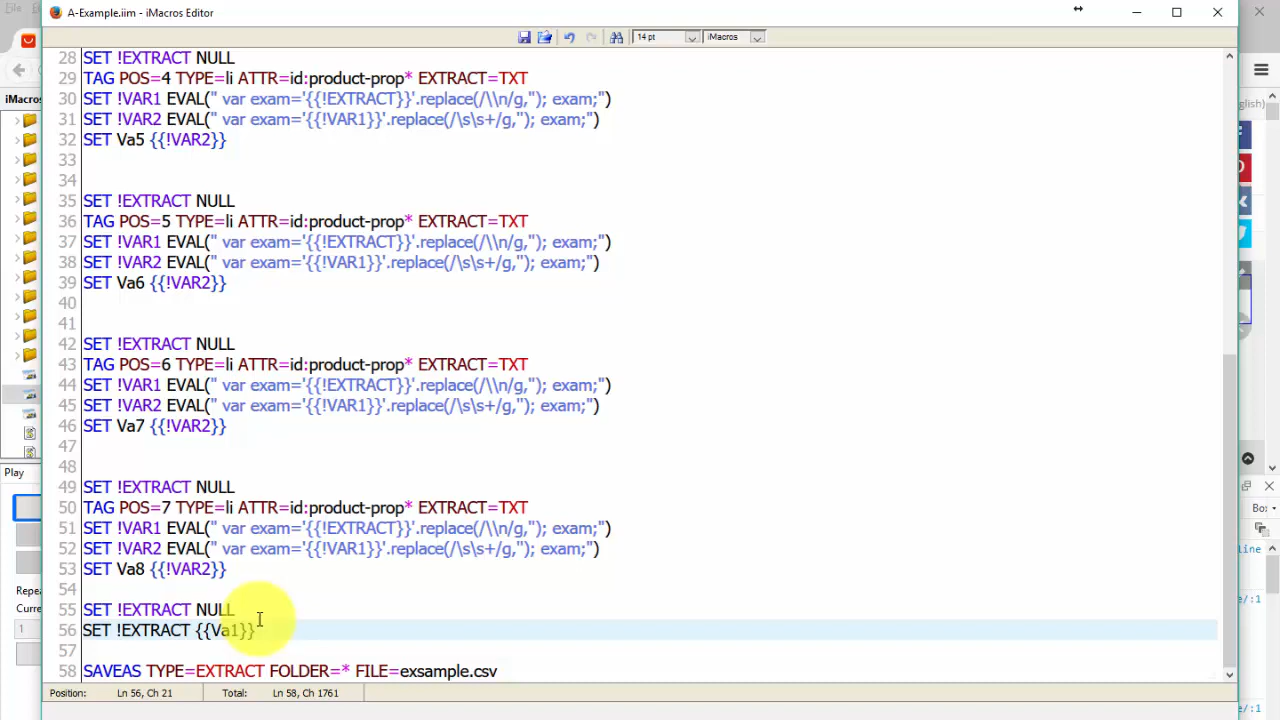 File
A-Example.iim - iMacros Editor
14 pt
iMacros
iMacros
glish)
28 SET !EXTRACT NULL
29 TAG POS=4 TYPE=li ATTR=id:product-prop* EXTRACT=TXT
30 SET !VAR1 EVAL(" var exam='{{!EXTRACT}}'.replace(/\\n/g,''); exam;")
31 SET !VAR2 EVAL(" var exam='{{!VAR1}}'.replace(/\s\s+/g,''); exam;")
32 SET Va5 {{!VAR2}}
33
34
35 SET !EXTRACT NULL
36 TAG POS=5 TYPE=li ATTR=id:product-prop* EXTRACT=TXT
37 SET !VAR1 EVAL(" var exam='{{!EXTRACT}}'.replace(/\\n/g,''); exam;")
38 SET !VAR2 EVAL(" var exam='{{!VAR1}}'.replace(/\s\s+/g,''); exam;")
39 SET Va6 {{!VAR2}}
40
41
42 SET !EXTRACT NULL
43 TAG POS=6 TYPE=li ATTR=id:product-prop* EXTRACT=TXT
44 SET !VAR1 EVAL(" var exam='{{!EXTRACT}}'.replace(/\\n/g,''); exam;")
45 SET !VAR2 EVAL(" var exam='{{!VAR1}}'.replace(/\s\s+/g,''); exam;")
46 SET Va7 {{!VAR2}}
47
48
Play
49 SET !EXTRACT NULL
50 TAG POS=7 TYPE=li ATTR=id:product-prop* EXTRACT=TXT
Bo:
51 SET !VAR1 EVAL(" var exam='{{!EXTRACT}}'.replace(/\\n/g,''); exam;")
52 SET !VAR2 EVAL(" var exam='{{!VAR1}}'.replace(/\s\s+/g,''); exam;")
line
53 SET Va8 {{!VAR2}}
54
Repea
55 SET !EXTRACT NULL
Curre
e/:1
1
56 SET !EXTRACT {{Va1}}
57
58 SAVEAS TYPE=EXTRACT FOLDER=* FILE=exsample.csv
Position: Ln 56, Ch 21 Total: Ln 58, Ch 1761
e/:1